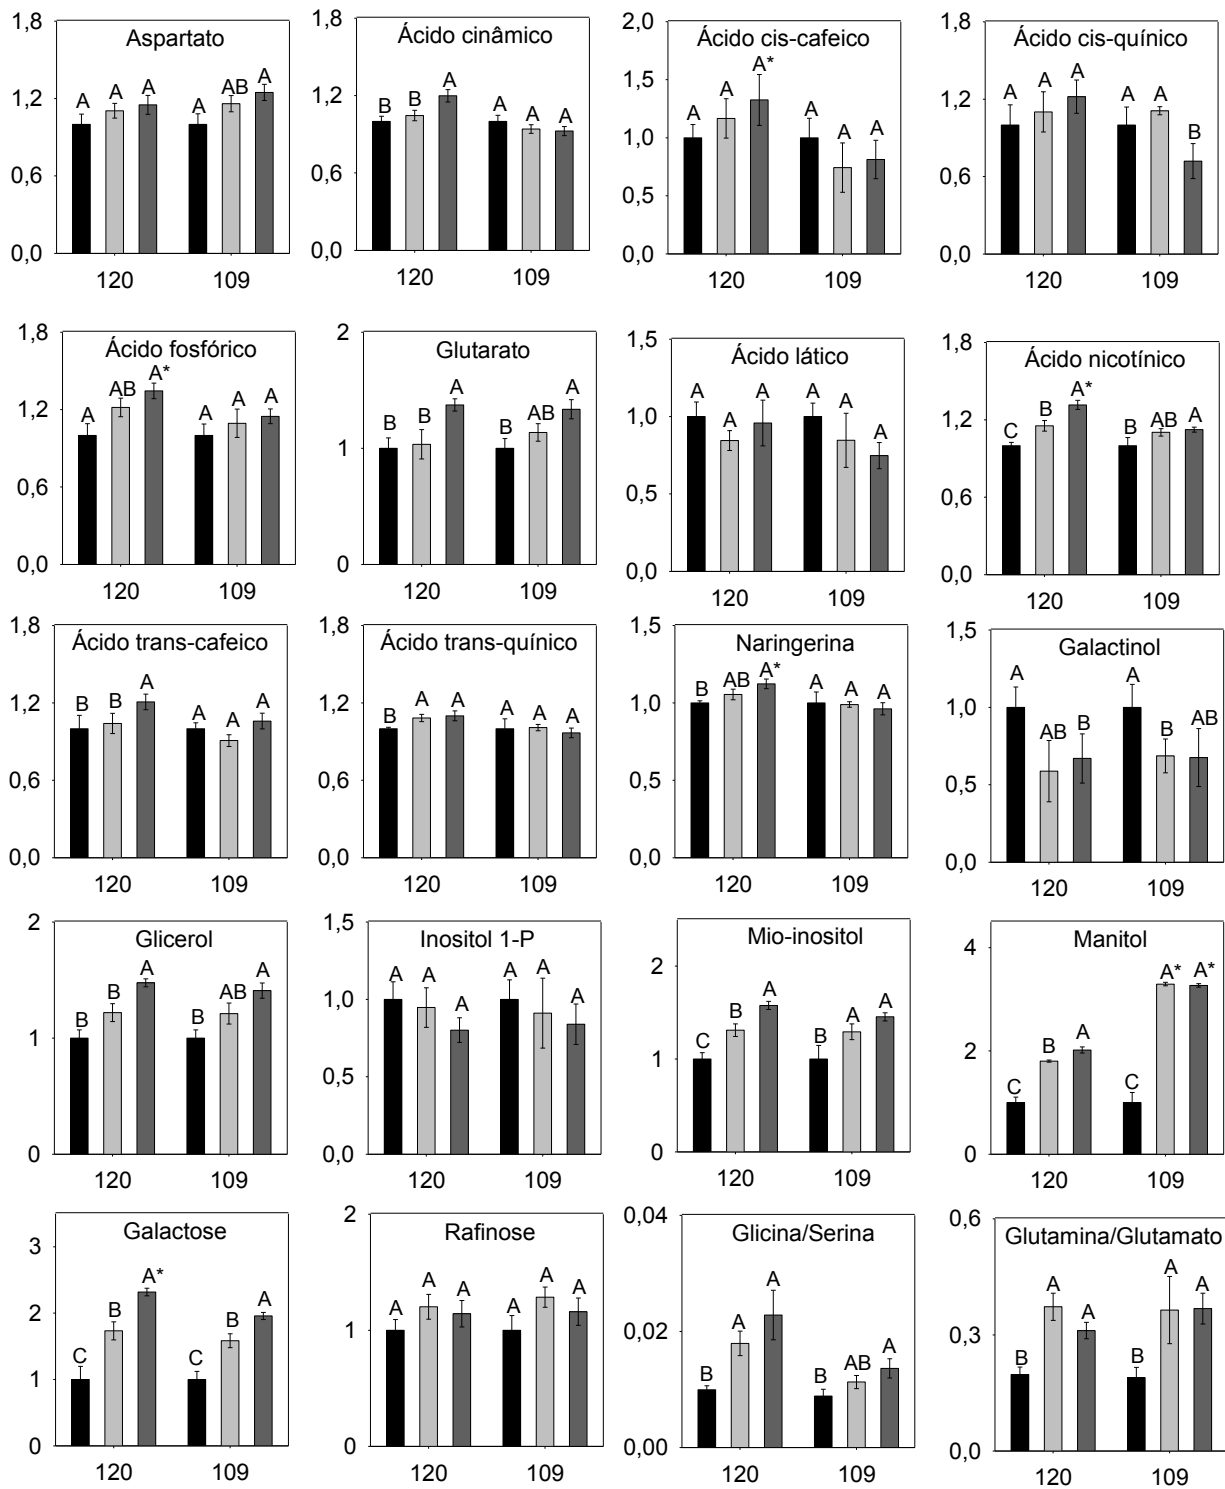 Aspartato
1,8
1,2
0,6
0,0
A A A A AB A
120 109
Ácido cinâmico
1,8
1,2
0,6
0,0
B B A A A A
120 109
Ácido cis-cafeico
2,0
1,5
1,0
0,5
0,0
A A A* A A A
120 109
Ácido cis-quínico
1,8
1,2
0,6
0,0
A A A A A B
120 109
Ácido fosfórico
1,8
1,2
0,6
0,0
A AB A* A A A
120 109
Glutarato
2
1
0
B B A B AB A
120 109
Ácido lático
1,5
1,0
0,5
0,0
A A A A A A
120 109
Ácido nicotínico
1,8
1,2
0,6
0,0
C B A* B AB A
120 109
Ácido trans-cafeico
1,8
1,2
0,6
0,0
B B A A A A
120 109
Ácido trans-quínico
1,8
1,2
0,6
0,0
B A A A A A
120 109
Naringerina
1,5
1,0
0,5
0,0
B AB A* A A A
120 109
Galactinol
1,5
1,0
0,5
0,0
A AB B A B AB
120 109
Glicerol
2
1
0
B B A B AB A
120 109
Inositol 1-P
1,5
1,0
0,5
0,0
A A A A A A
120 109
Mio-inositol
2
1
0
C B A B A A
120 109
Manitol
4
2
0
C B A C A* A*
120 109
Galactose
3
2
1
0
C B A* C B A
120 109
Rafinose
2
1
0
A A A A A A
120 109
Glicina/Serina
0,04
0,02
0,00
B A A B AB A
120 109
Glutamina/Glutamato
0,6
0,3
0,0
B A A B A A
120 109